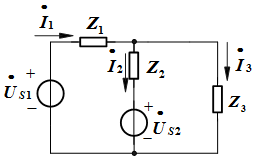 İ₁ Z₁
İ₂ Z₂ İ₃
+ U̇S1 −
+ U̇S2 −
Z₃